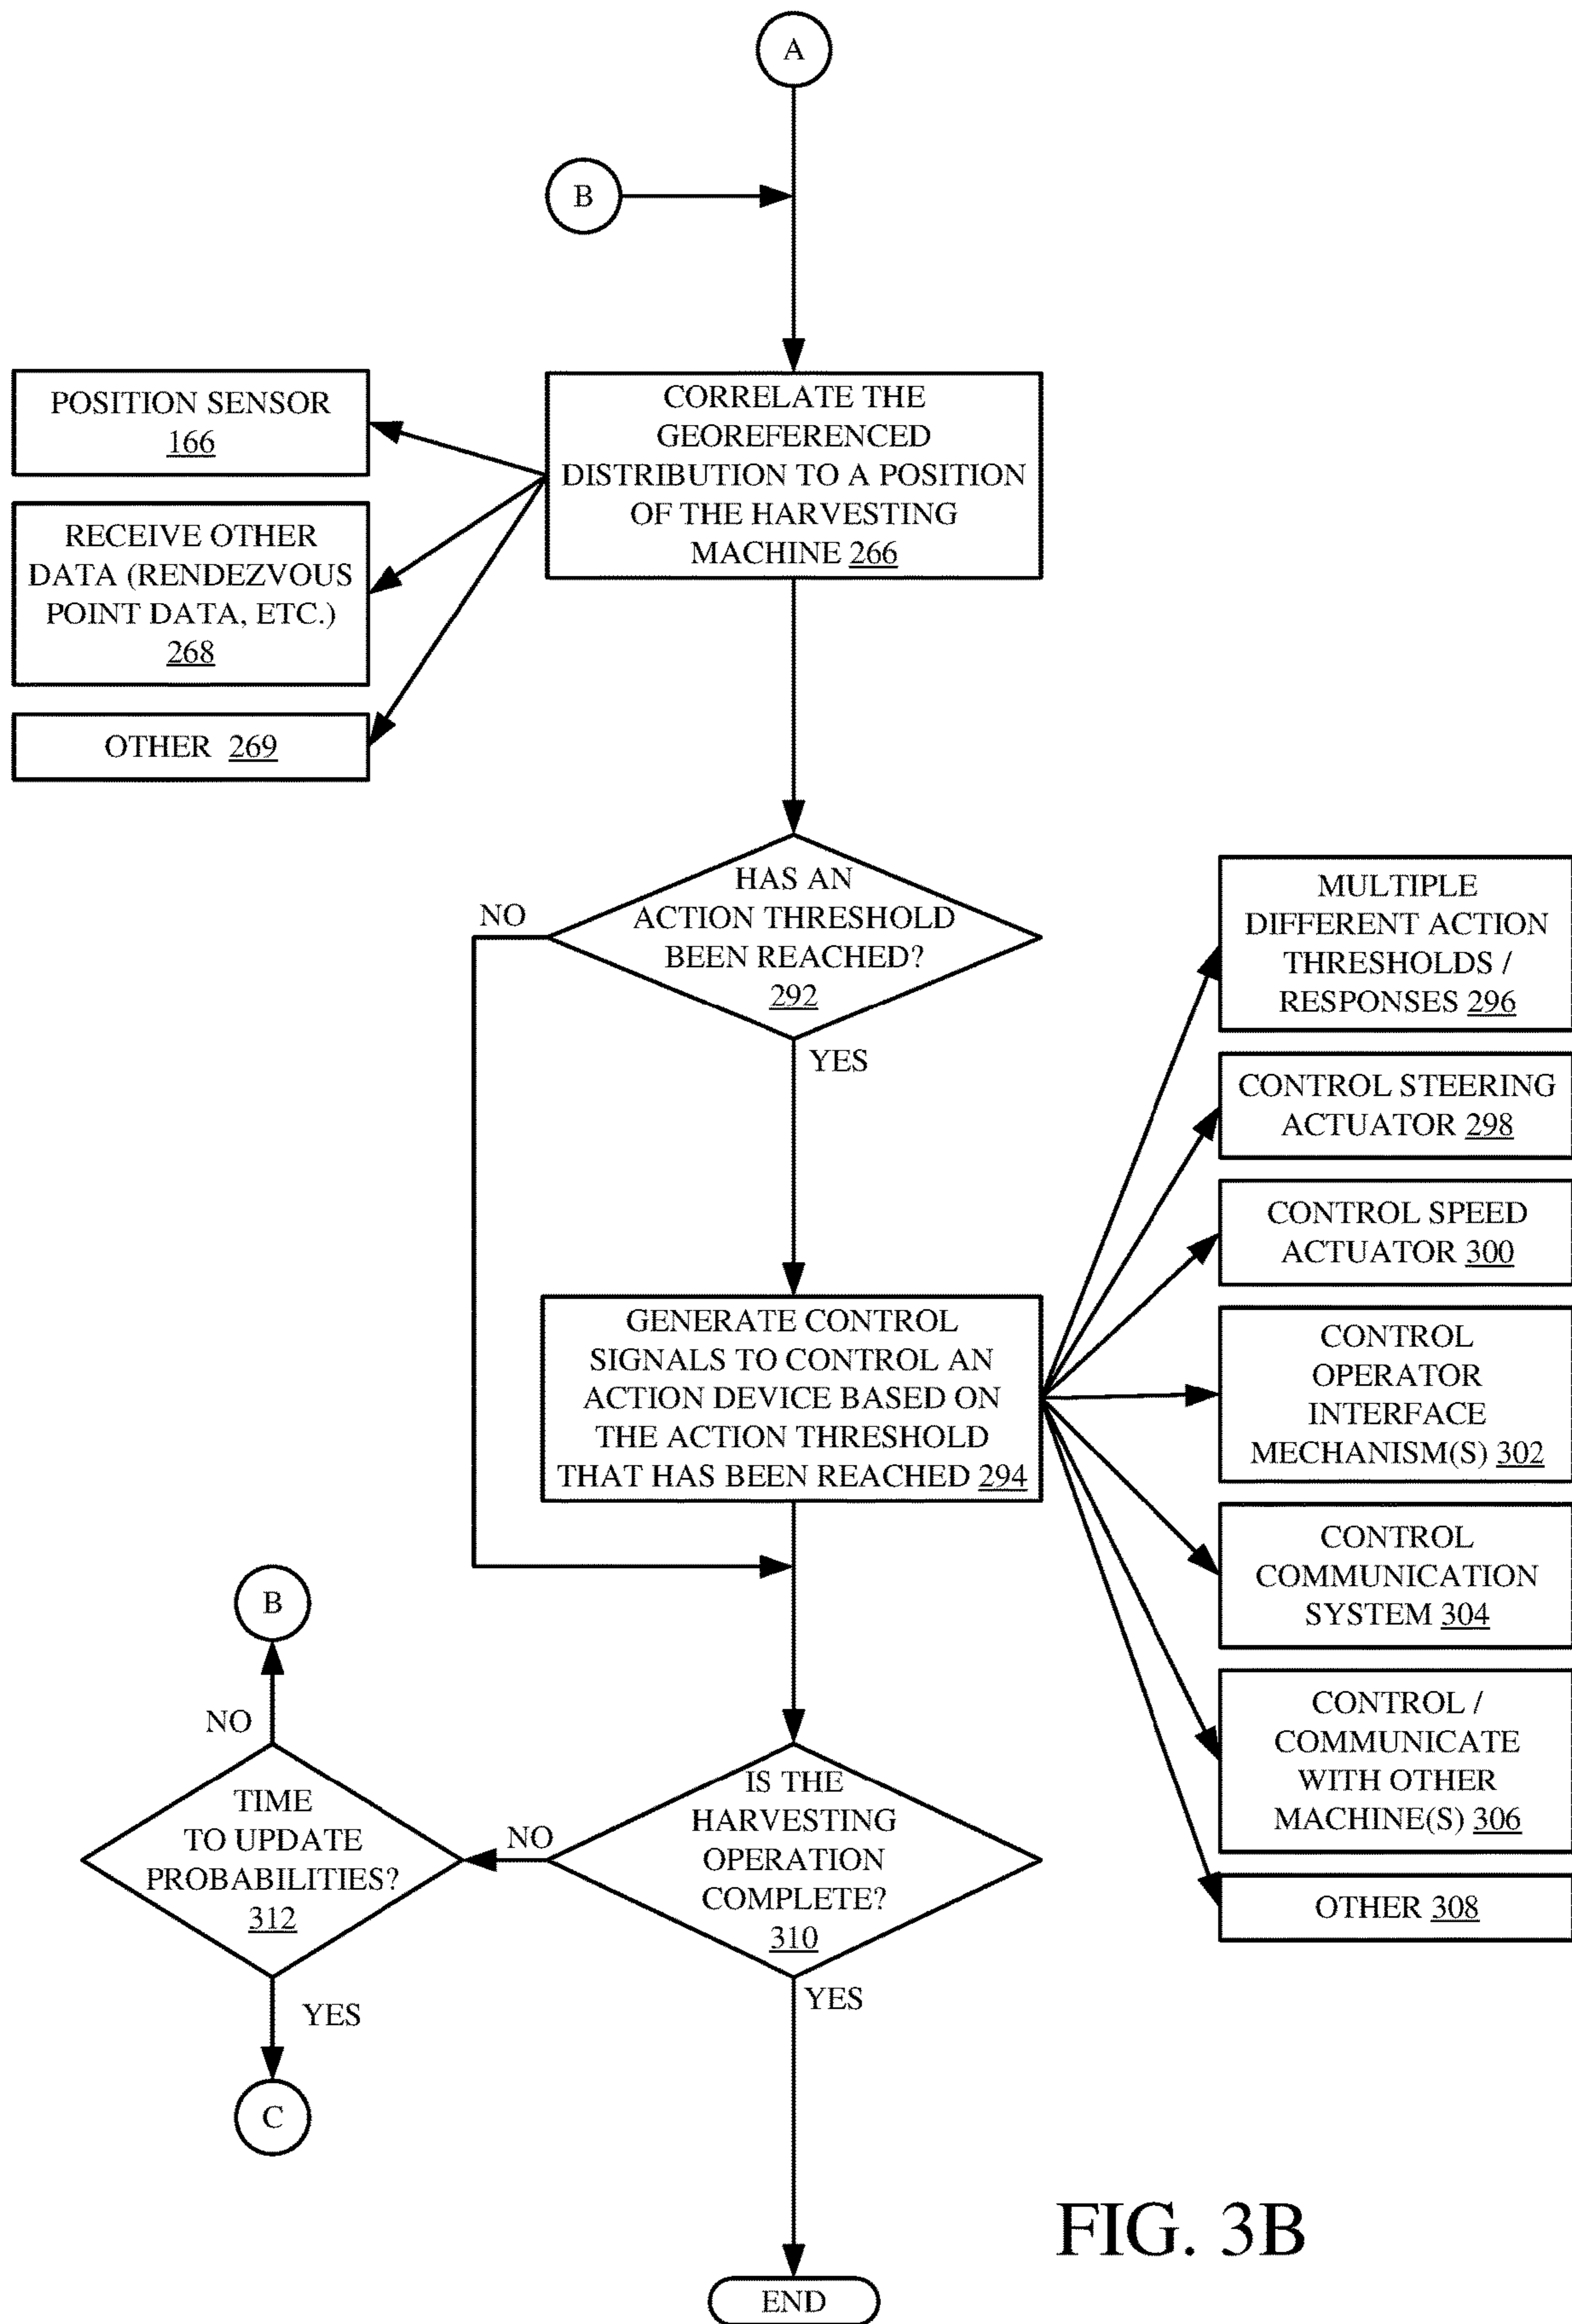 A
B
CORRELATE THE
GEOREFERENCED
DISTRIBUTION TO A POSITION
OF THE HARVESTING
MACHINE 266
POSITION SENSOR
166
RECEIVE OTHER
DATA (RENDEZVOUS
POINT DATA, ETC.)
268
OTHER 269
HAS AN
ACTION THRESHOLD
BEEN REACHED?
292
NO
YES
GENERATE CONTROL
SIGNALS TO CONTROL AN
ACTION DEVICE BASED ON
THE ACTION THRESHOLD
THAT HAS BEEN REACHED 294
MULTIPLE
DIFFERENT ACTION
THRESHOLDS /
RESPONSES 296
CONTROL STEERING
ACTUATOR 298
CONTROL SPEED
ACTUATOR 300
CONTROL
OPERATOR
INTERFACE
MECHANISM(S) 302
CONTROL
COMMUNICATION
SYSTEM 304
CONTROL /
COMMUNICATE
WITH OTHER
MACHINE(S) 306
OTHER 308
IS THE
HARVESTING
OPERATION
COMPLETE?
310
NO
YES
TIME
TO UPDATE
PROBABILITIES?
312
NO
B
YES
C
END
FIG. 3B